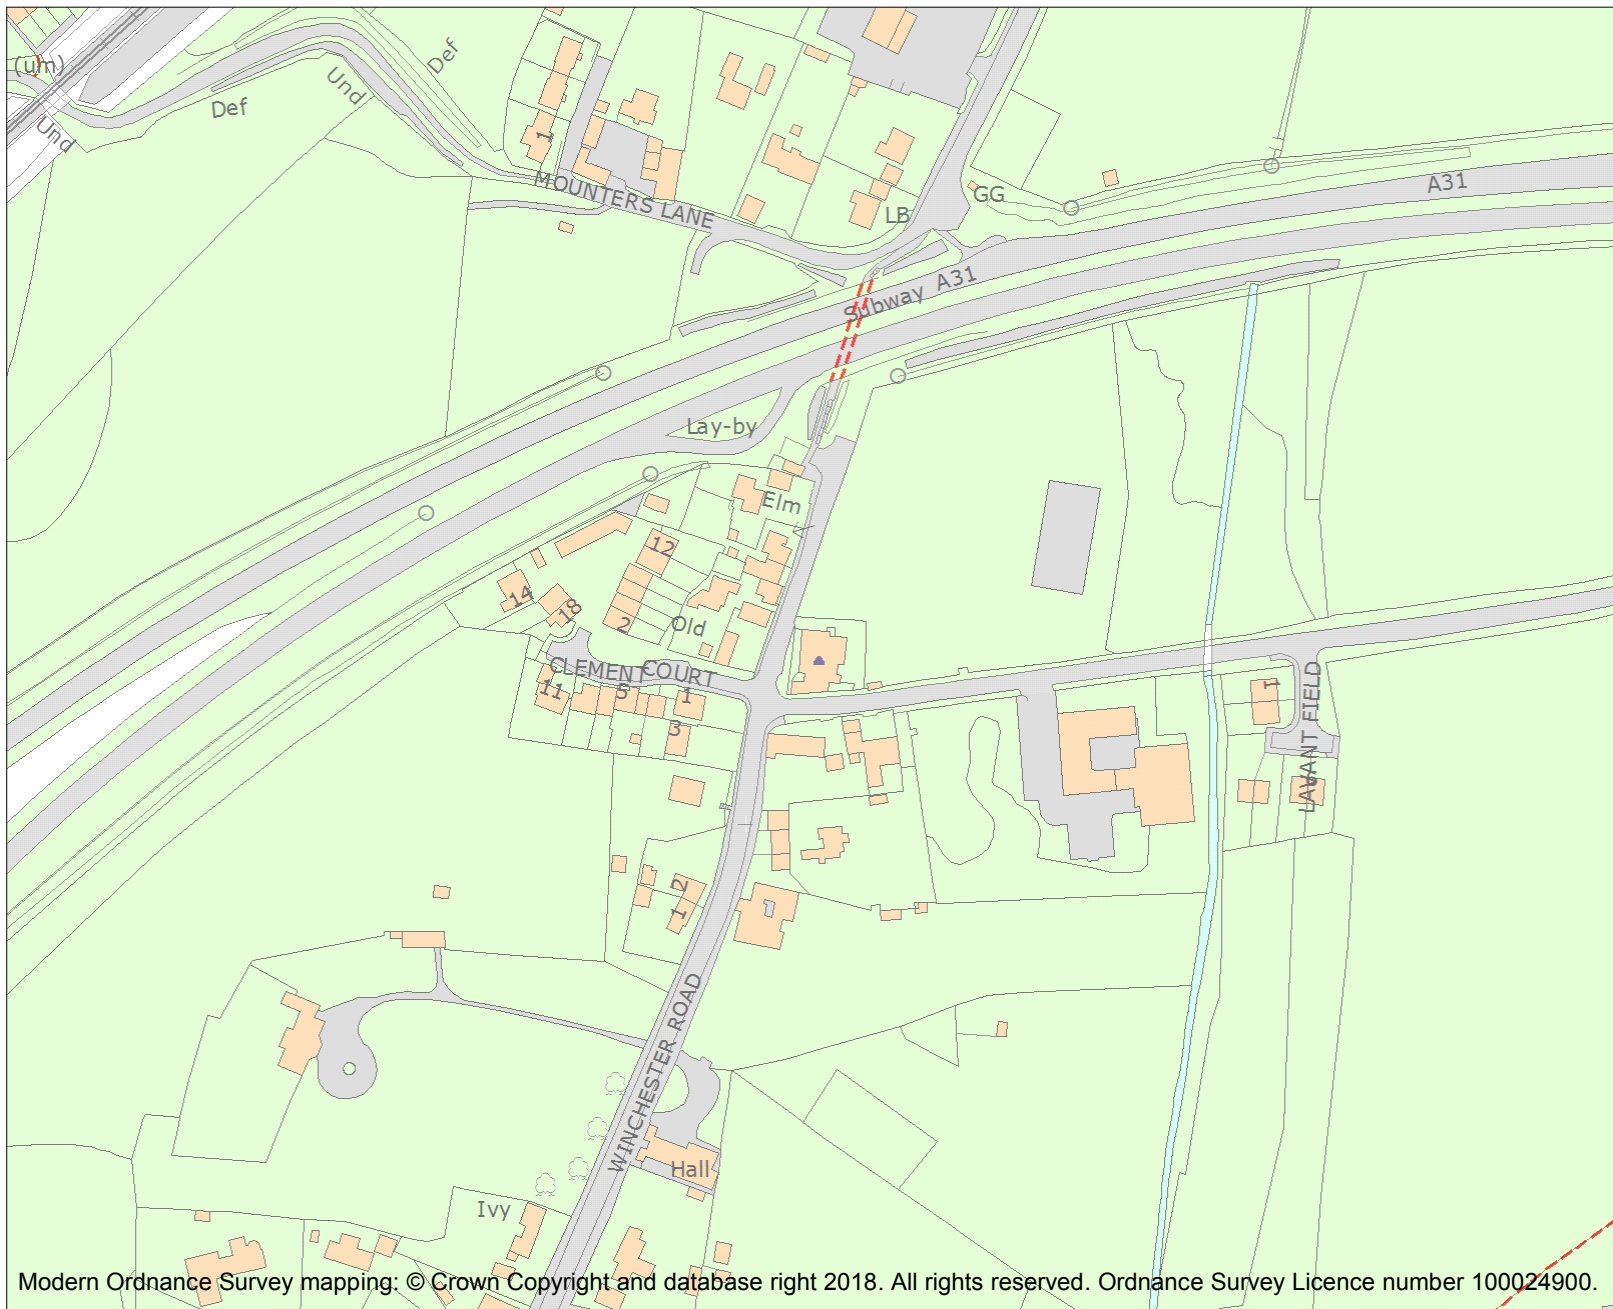 (um)
Def
Und
Def
Und
1
MOUNTERS LANE
LB
GG
A31
Subway A31
Lay-by
Elm
12
14
18
2
Old
CLEMENT COURT
11
5
1
3
1
LAVANT FIELD
2
1
WINCHESTER ROAD
Hall
Ivy
Modern Ordnance Survey mapping: © Crown Copyright and database right 2018. All rights reserved. Ordnance Survey Licence number 100024900.